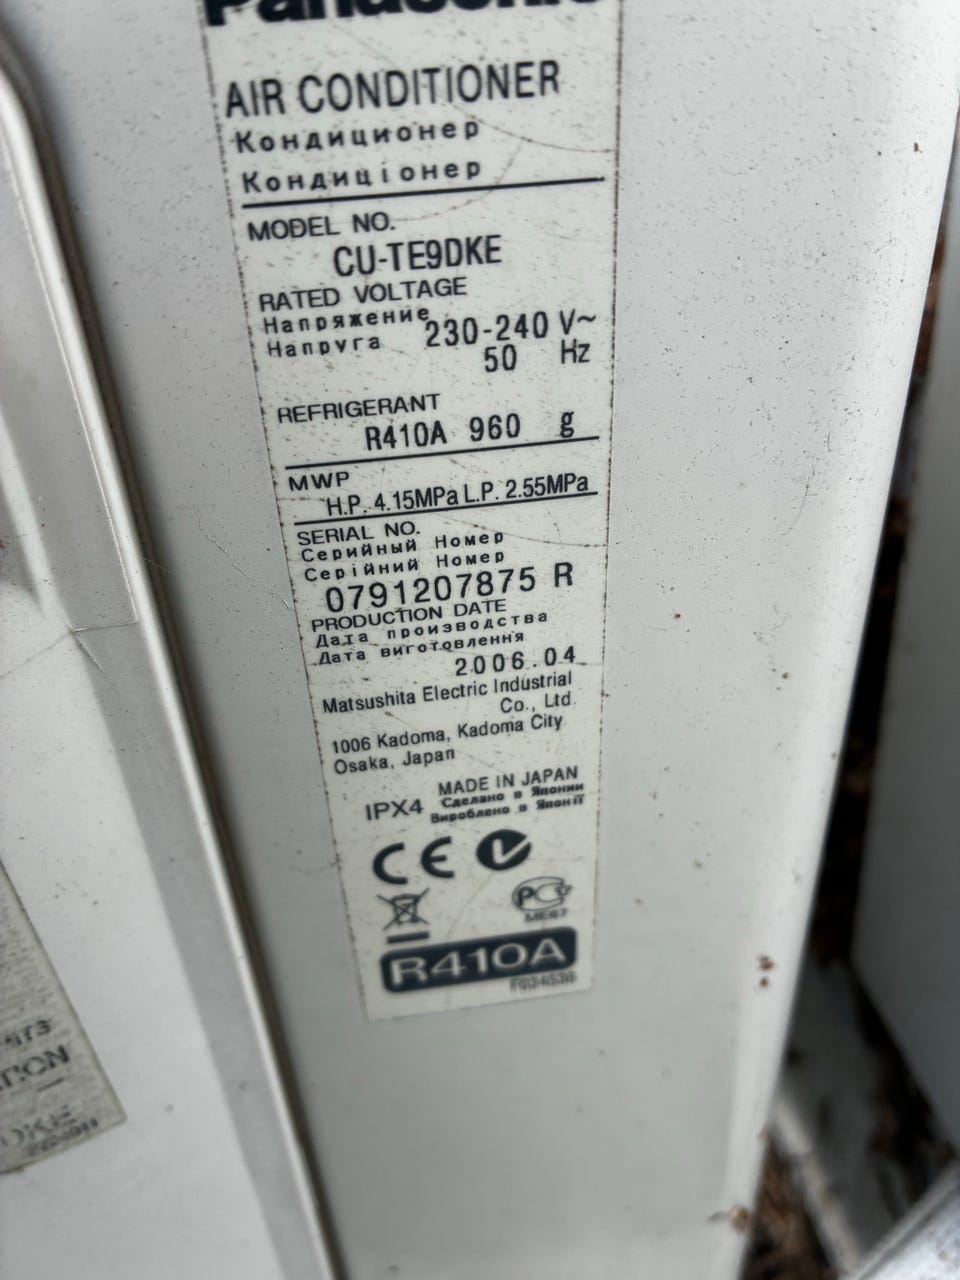 Panasonic
AIR CONDITIONER
Кондиционер
Кондиціонер
MODEL NO.
CU-TE9DKE
RATED VOLTAGE
Напряжение
Напруга
230-240 V~
50 Hz
REFRIGERANT
R410A 960 g
MWP
H.P. 4.15MPa L.P. 2.55MPa
SERIAL NO.
Серийный Номер
Серійний Номер
0791207875 R
PRODUCTION DATE
Дата производства
Дата виготовлення
2006.04
Matsushita Electric Industrial
Co., Ltd.
1006 Kadoma, Kadoma City
Osaka, Japan
MADE IN JAPAN
IPX4 Сделано в Японии
Вироблено в Японії
CE
РСТ
ME67
R410A